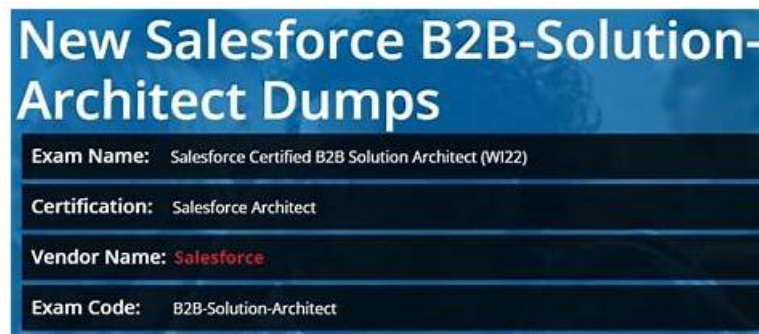 New Salesforce B2B-Solution-
Architect Dumps
Exam Name: Salesforce Certified B2B Solution Architect (WI22)
Certification: Salesforce Architect
Vendor Name: Salesforce
Exam Code: B2B-Solution-Architect